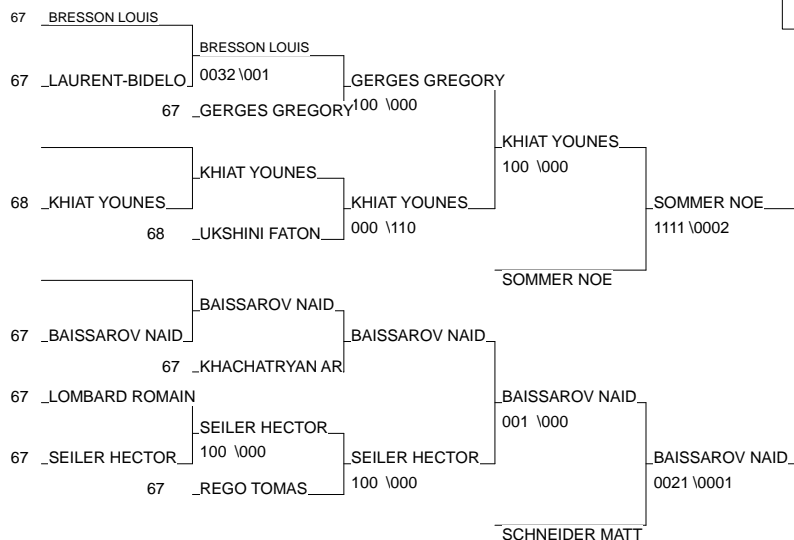 67 BRESSON LOUIS
BRESSON LOUIS
67 LAURENT-BIDELO 0032 \001 GERGES GREGORY
67 GERGES GREGORY 100 \000
KHIAT YOUNES
100 \000
KHIAT YOUNES
68 KHIAT YOUNES KHIAT YOUNES SOMMER NOE
68 UKSHINI FATON 000 \110 1111 \0002
SOMMER NOE
BAISSAROV NAID
67 BAISSAROV NAID BAISSAROV NAID
67 KHACHATRYAN AR
67 LOMBARD ROMAIN BAISSAROV NAID
SEILER HECTOR 001 \000
100 \000
67 SEILER HECTOR SEILER HECTOR BAISSAROV NAID
67 REGO TOMAS 100 \000 0021 \0001
SCHNEIDER MATT